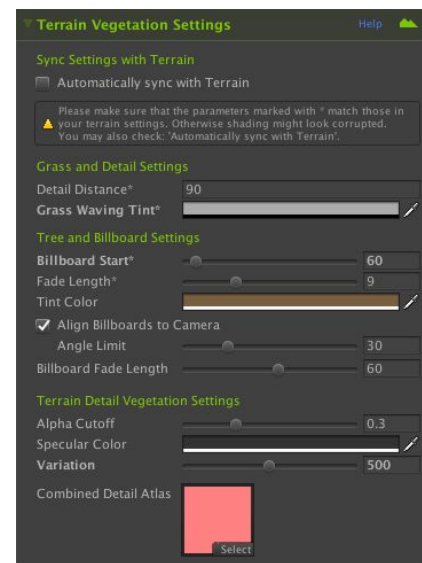 Terrain Vegetation Settings Help
Sync Settings with Terrain
Automatically sync with Terrain
Please make sure that the parameters marked with * match those in
your terrain settings. Otherwise shading might look corrupted.
You may also check: 'Automatically sync with Terrain'.
Grass and Detail Settings
Detail Distance* 90
Grass Waving Tint*
Tree and Billboard Settings
Billboard Start* 60
Fade Length* 9
Tint Color
Align Billboards to Camera
Angle Limit 30
Billboard Fade Length 60
Terrain Detail Vegetation Settings
Alpha Cutoff 0.3
Specular Color
Variation 500
Combined Detail Atlas
Select